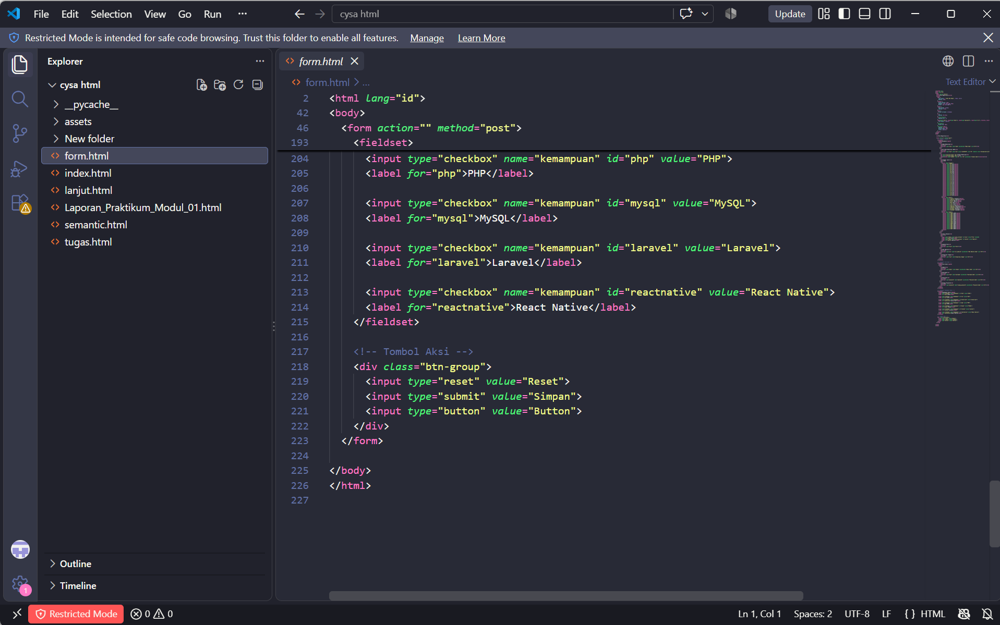 File Edit Selection View Go Run ··· cysa html Update
Restricted Mode is intended for safe code browsing. Trust this folder to enable all features. Manage Learn More
Explorer
cysa html
__pycache__
assets
New folder
form.html
index.html
lanjut.html
Laporan_Praktikum_Modul_01.html
semantic.html
tugas.html
Outline
Timeline
1
form.html
form.html > ...
Text Editor
2 <html lang="id">
42 <body>
46 <form action="" method="post">
193 <fieldset>
204 <input type="checkbox" name="kemampuan" id="php" value="PHP">
205 <label for="php">PHP</label>
206
207 <input type="checkbox" name="kemampuan" id="mysql" value="MySQL">
208 <label for="mysql">MySQL</label>
209
210 <input type="checkbox" name="kemampuan" id="laravel" value="Laravel">
211 <label for="laravel">Laravel</label>
212
213 <input type="checkbox" name="kemampuan" id="reactnative" value="React Native">
214 <label for="reactnative">React Native</label>
215 </fieldset>
216
217 <!-- Tombol Aksi -->
218 <div class="btn-group">
219 <input type="reset" value="Reset">
220 <input type="submit" value="Simpan">
221 <input type="button" value="Button">
222 </div>
223 </form>
224
225 </body>
226 </html>
227
Restricted Mode 0 0 Ln 1, Col 1 Spaces: 2 UTF-8 LF { } HTML